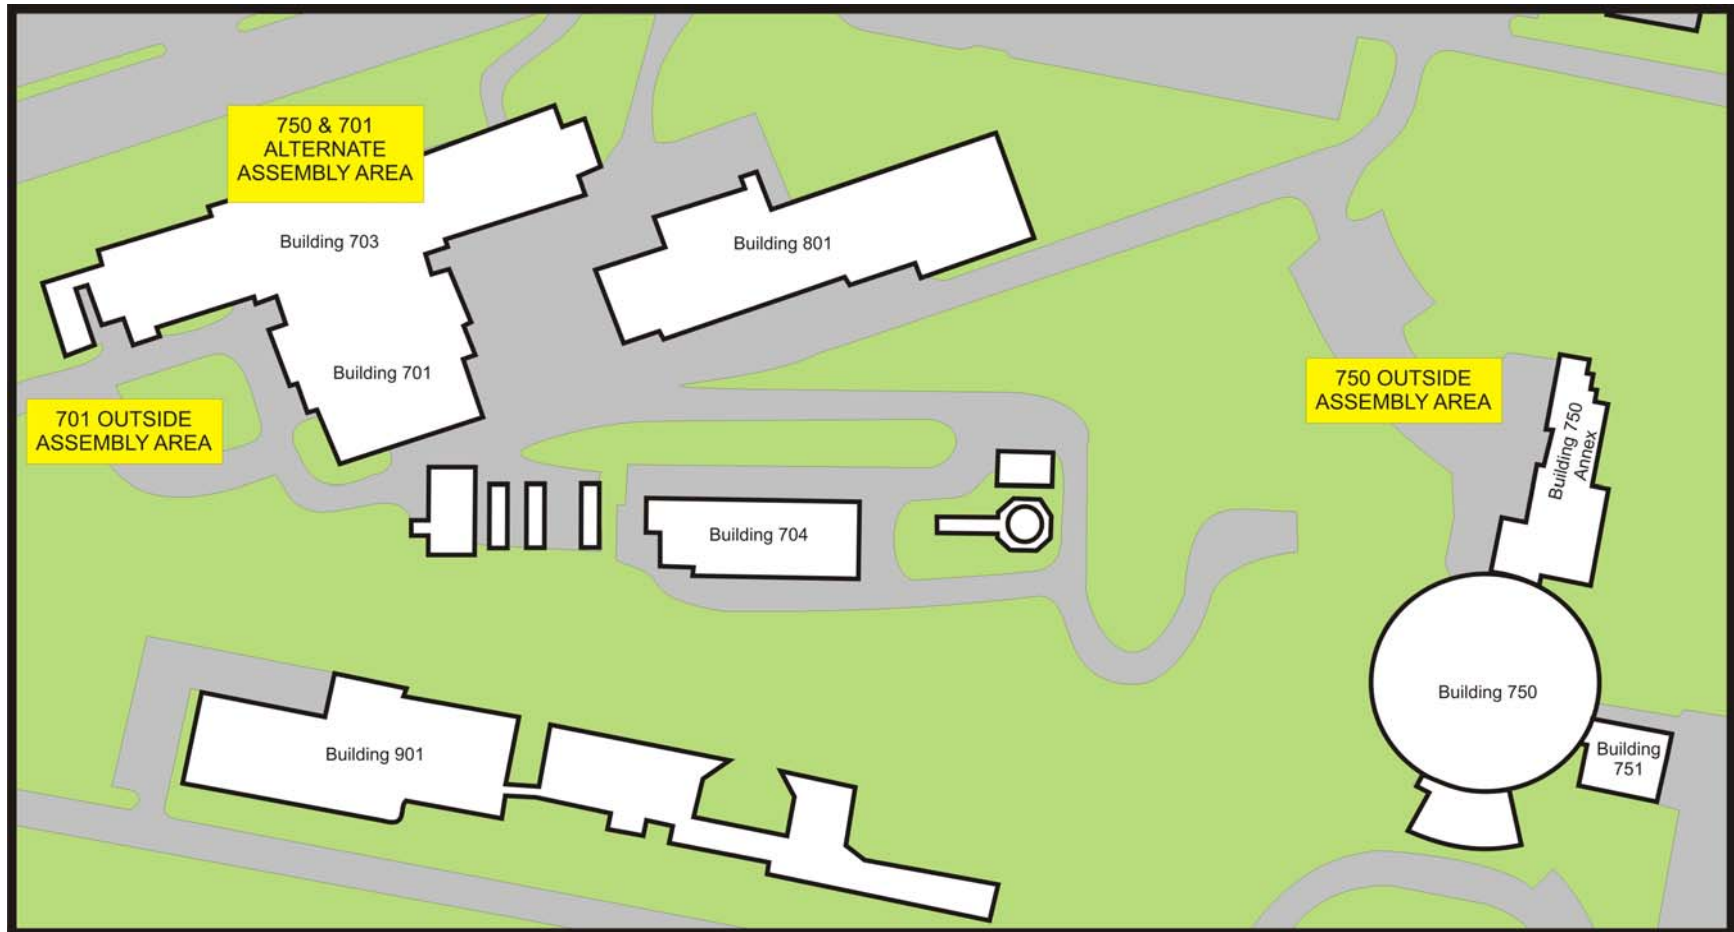 750 & 701
ALTERNATE
ASSEMBLY AREA
Building 703
Building 801
Building 701
701 OUTSIDE
ASSEMBLY AREA
750 OUTSIDE
ASSEMBLY AREA
Building 750
Annex
Building 704
Building 750
Building 901
Building
751